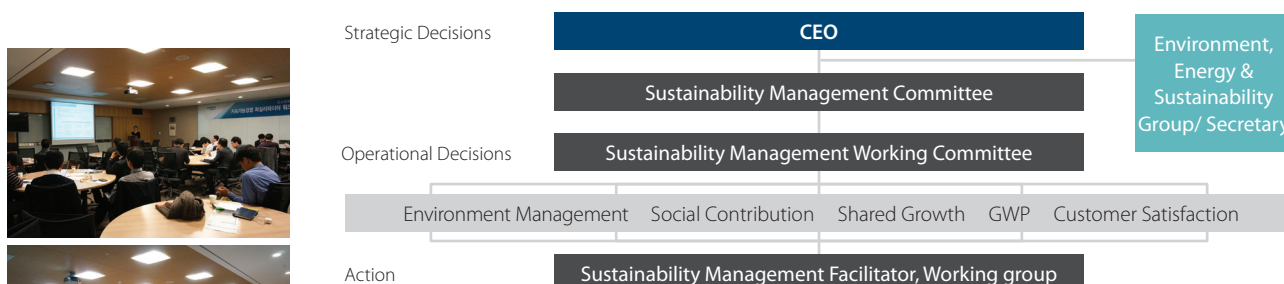 Strategic Decisions
CEO
Environment,
Energy &
Sustainability
Group/ Secretary
Sustainability Management Committee
Operational Decisions
Sustainability Management Working Committee
Environment Management Social Contribution Shared Growth GWP Customer Satisfaction
Action
Sustainability Management Facilitator, Working group